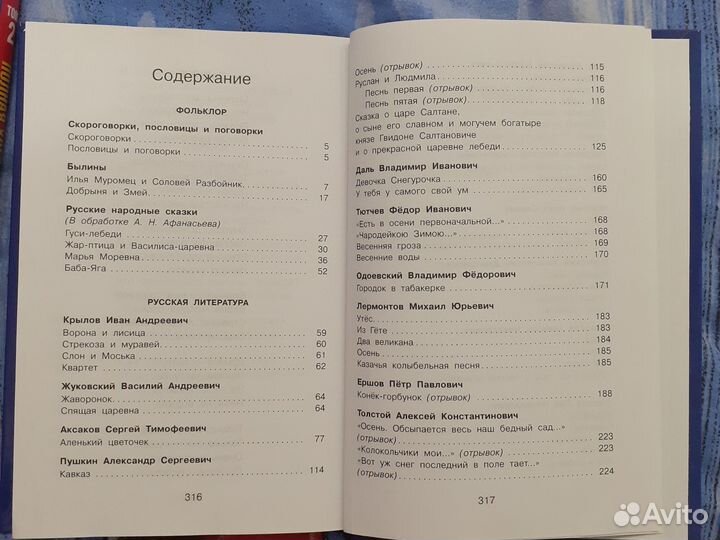 Содержание
ФОЛЬКЛОР
Скороговорки, пословицы и поговорки
Скороговорки 5
Пословицы и поговорки 5
Былины
Илья Муромец и Соловей Разбойник 7
Добрыня и Змей 17
Русские народные сказки
(В обработке А. Н. Афанасьева)
Гуси-лебеди 27
Жар-птица и Василиса-царевна 30
Марья Моревна 36
Баба-Яга 52
РУССКАЯ ЛИТЕРАТУРА
Крылов Иван Андреевич
Ворона и лисица 59
Стрекоза и муравей 60
Слон и Моська 61
Квартет 62
Жуковский Василий Андреевич
Жаворонок 64
Спящая царевна 64
Аксаков Сергей Тимофеевич
Аленький цветочек 77
Пушкин Александр Сергеевич
Кавказ 114
316
Осень (отрывок) 115
Руслан и Людмила 116
Песнь первая (отрывок) 116
Песнь пятая (отрывок) 118
Сказка о царе Салтане,
о сыне его славном и могучем богатыре
князе Гвидоне Салтановиче
и о прекрасной царевне лебеди 125
Даль Владимир Иванович
Девочка Снегурочка 160
У тебя у самого свой ум 165
Тютчев Фёдор Иванович
«Есть в осени первоначальной...» 168
«Чародейкою Зимою...» 168
Весенняя гроза 169
Весенние воды 170
Одоевский Владимир Фёдорович
Городок в табакерке 171
Лермонтов Михаил Юрьевич
Утёс 183
Из Гёте 183
Два великана 184
Осень 185
Казачья колыбельная песня 185
Ершов Пётр Павлович
Конёк-горбунок (отрывок) 188
Толстой Алексей Константинович
«Осень. Обсыпается весь наш бедный сад...»
(отрывок) 223
«Колокольчики мои...» (отрывок) 223
«Вот уж снег последний в поле тает...»
(отрывок) 224
317
Avito